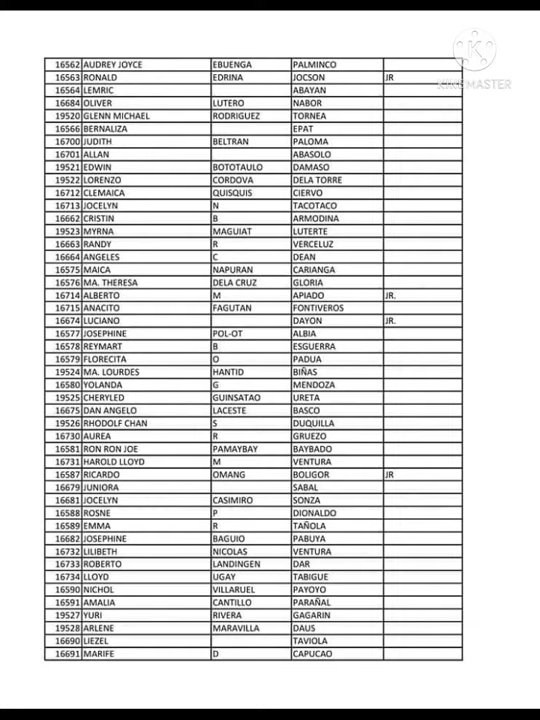 KINEMASTER
16562 AUDREY JOYCE EBUENGA PALMINCO
16563 RONALD EDRINA JOCSON JR
16564 LEMRIC ABAYAN
16684 OLIVER LUTERO NABOR
19520 GLENN MICHAEL RODRIGUEZ TORNEA
16566 BERNALIZA EPAT
16700 JUDITH BELTRAN PALOMA
16701 ALLAN ABASOLO
19521 EDWIN BOTOTAULO DAMASO
19522 LORENZO CORDOVA DELA TORRE
16712 CLEMAICA QUISQUIS CIERVO
16713 JOCELYN N TACOTACO
16662 CRISTIN B ARMODINA
19523 MYRNA MAGUIAT LUTERTE
16663 RANDY R VERCELUZ
16664 ANGELES C DEAN
16575 MAICA NAPURAN CARIANGA
16576 MA. THERESA DELA CRUZ GLORIA
16714 ALBERTO M APIADO JR.
16715 ANACITO FAGUTAN FONTIVEROS
16674 LUCIANO DAYON JR.
16577 JOSEPHINE POL-OT ALBIA
16578 REYMART B ESGUERRA
16579 FLORECITA O PADUA
19524 MA. LOURDES HANTID BIÑAS
16580 YOLANDA G MENDOZA
19525 CHERYLED GUINSATAO URETA
16675 DAN ANGELO LACESTE BASCO
19526 RHODOLF CHAN S DUQUILLA
16730 AUREA R GRUEZO
16581 RON RON JOE PAMAYBAY BAYBADO
16731 HAROLD LLOYD M VENTURA
16587 RICARDO OMANG BOLIGOR JR
16679 JUNIORA SABAL
16681 JOCELYN CASIMIRO SONZA
16588 ROSNE P DIONALDO
16589 EMMA R TAÑOLA
16682 JOSEPHINE BAGUIO PABUYA
16732 LILIBETH NICOLAS VENTURA
16733 ROBERTO LANDINGEN DAR
16734 LLOYD UGAY TABIGUE
16590 NICHOL VILLARUEL PAYOYO
16591 AMALIA CANTILLO PARAÑAL
19527 YURI RIVERA GAGARIN
19528 ARLENE MARAVILLA DAUS
16690 LIEZEL TAVIOLA
16691 MARIFE D CAPUCAO